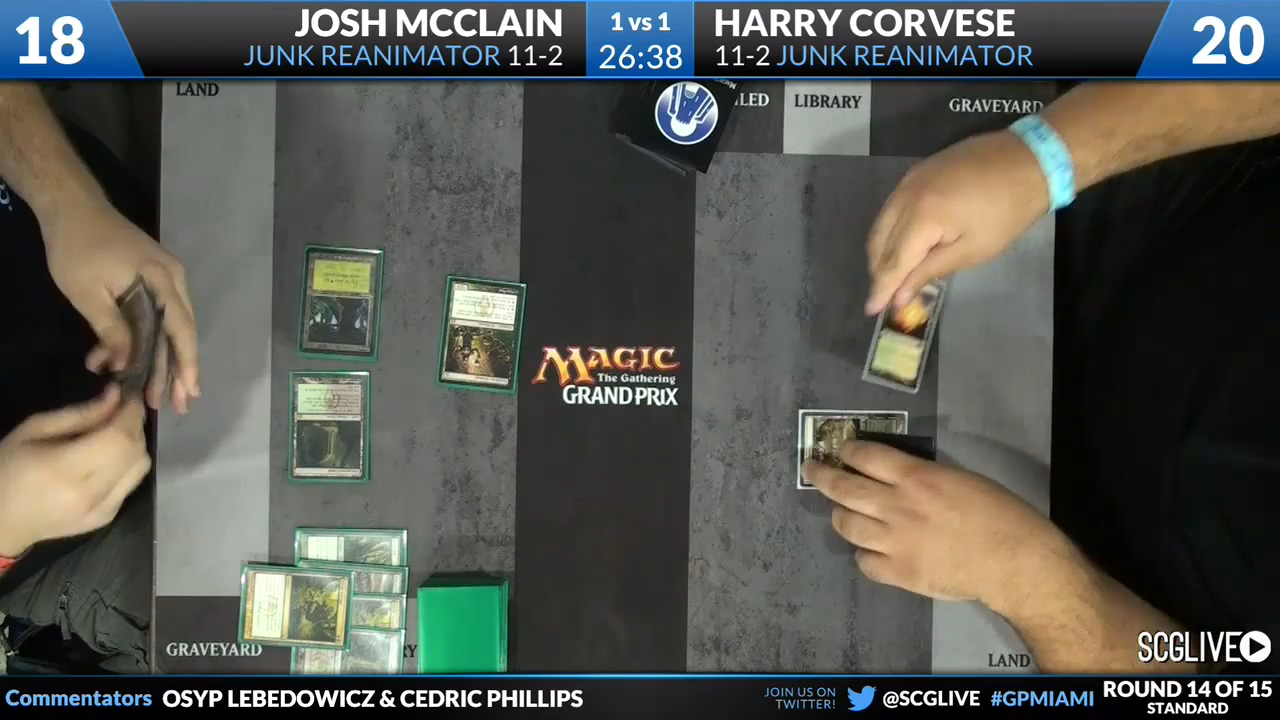 18
JOSH MCCLAIN
JUNK REANIMATOR 11-2
1 vs 1
26:38
HARRY CORVESE
11-2 JUNK REANIMATOR
20
LAND
LIBRARY
GRAVEYARD
MAGIC
The Gathering
GRAND PRIX
GRAVEYARD
LAND
SCGLIVE
Commentators OSYP LEBEDOWICZ & CEDRIC PHILLIPS
JOIN US ON
TWITTER!
@SCGLIVE #GPMIAMI
ROUND 14 OF 15
STANDARD